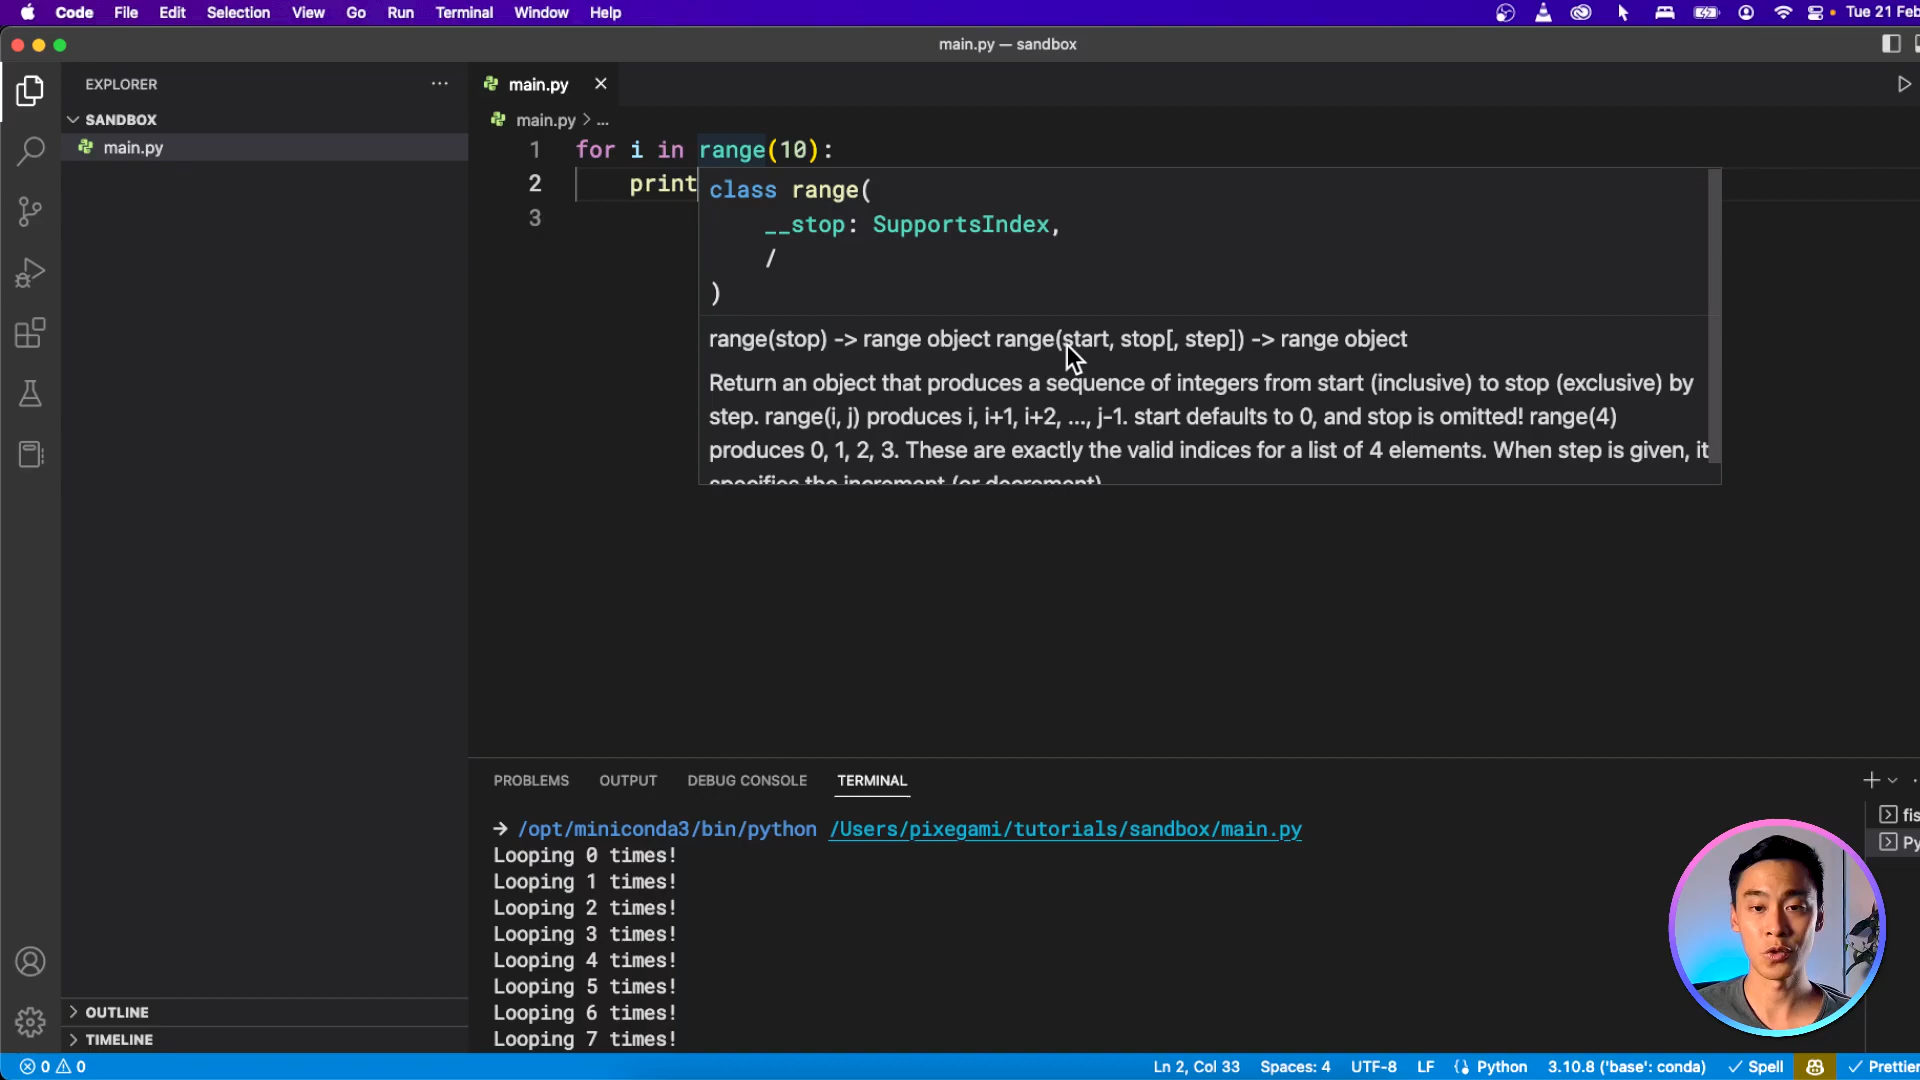 Code File Edit Selection View Go Run Terminal Window Help Tue 21 Feb
main.py — sandbox
EXPLORER
SANDBOX
main.py
main.py
main.py > ...
1 for i in range(10):
2 print
3
class range(
__stop: SupportsIndex,
/
)
range(stop) -> range object range(start, stop[, step]) -> range object
Return an object that produces a sequence of integers from start (inclusive) to stop (exclusive) by
step. range(i, j) produces i, i+1, i+2, ..., j-1. start defaults to 0, and stop is omitted! range(4)
produces 0, 1, 2, 3. These are exactly the valid indices for a list of 4 elements. When step is given, it
specifies the increment (or decrement)
PROBLEMS OUTPUT DEBUG CONSOLE TERMINAL
→ /opt/miniconda3/bin/python /Users/pixegami/tutorials/sandbox/main.py
Looping 0 times!
Looping 1 times!
Looping 2 times!
Looping 3 times!
Looping 4 times!
Looping 5 times!
Looping 6 times!
Looping 7 times!
fis
Py
OUTLINE
TIMELINE
0 0 Ln 2, Col 33 Spaces: 4 UTF-8 LF Python 3.10.8 ('base': conda) Spell Prettier